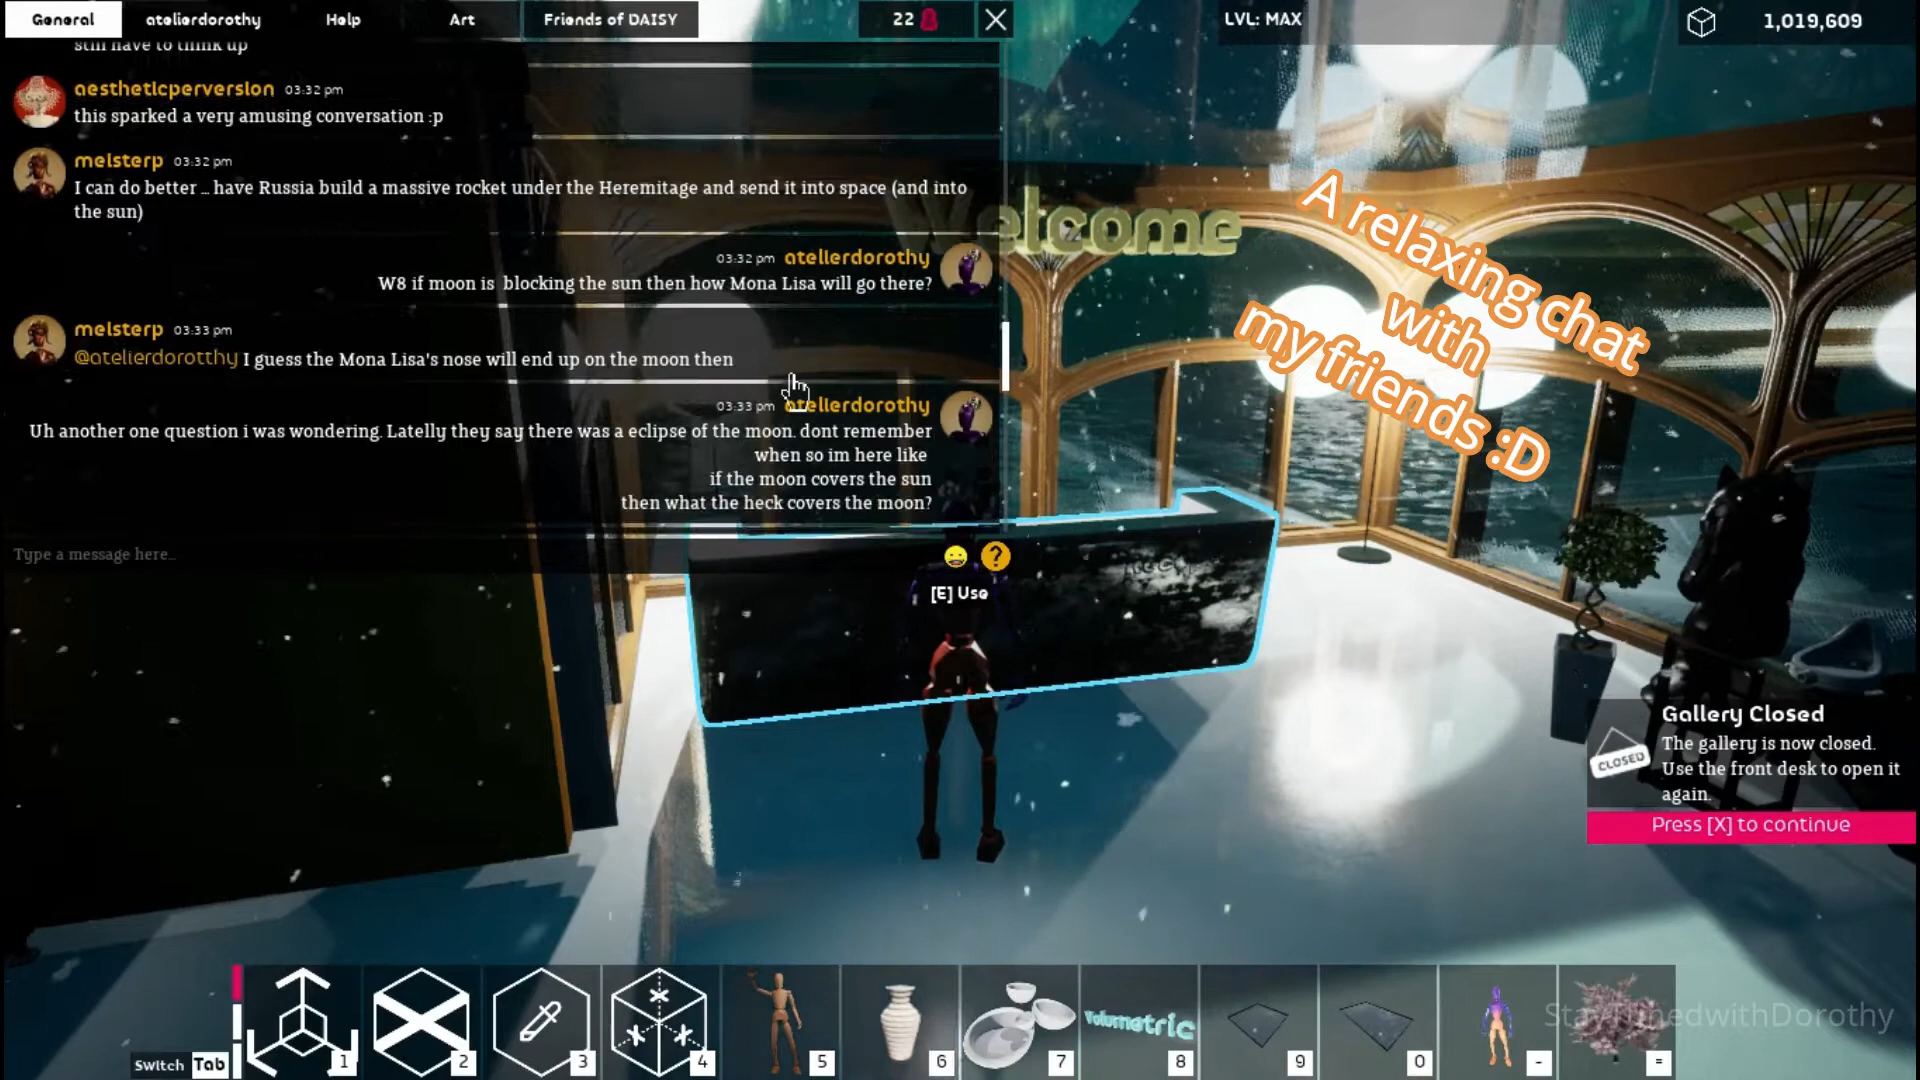 General atelierdorothy Help Art Friends of DAISY 22 LVL: MAX 1,019,609
still have to think up
aestheticperversion 03:32 pm
this sparked a very amusing conversation :p
melsterp 03:32 pm
I can do better ... have Russia build a massive rocket under the Heremitage and send it into space (and into
the sun)
03:32 pm atelierdorothy
W8 if moon is blocking the sun then how Mona Lisa will go there?
melsterp 03:33 pm
@atelierdorotthy I guess the Mona Lisa's nose will end up on the moon then
03:33 pm atelierdorothy
Uh another one question i was wondering. Latelly they say there was a eclipse of the moon. dont remember
when so im here like
if the moon covers the sun
then what the heck covers the moon?
Type a message here...
?
[E] Use
Welcome
A relaxing chat
with
my friends :D
CLOSED
Gallery Closed
The gallery is now closed.
Use the front desk to open it
again.
Press [X] to continue
StayTunedwithDorothy
Volumetric
Switch Tab 1 2 3 4 5 6 7 8 9 0 - =